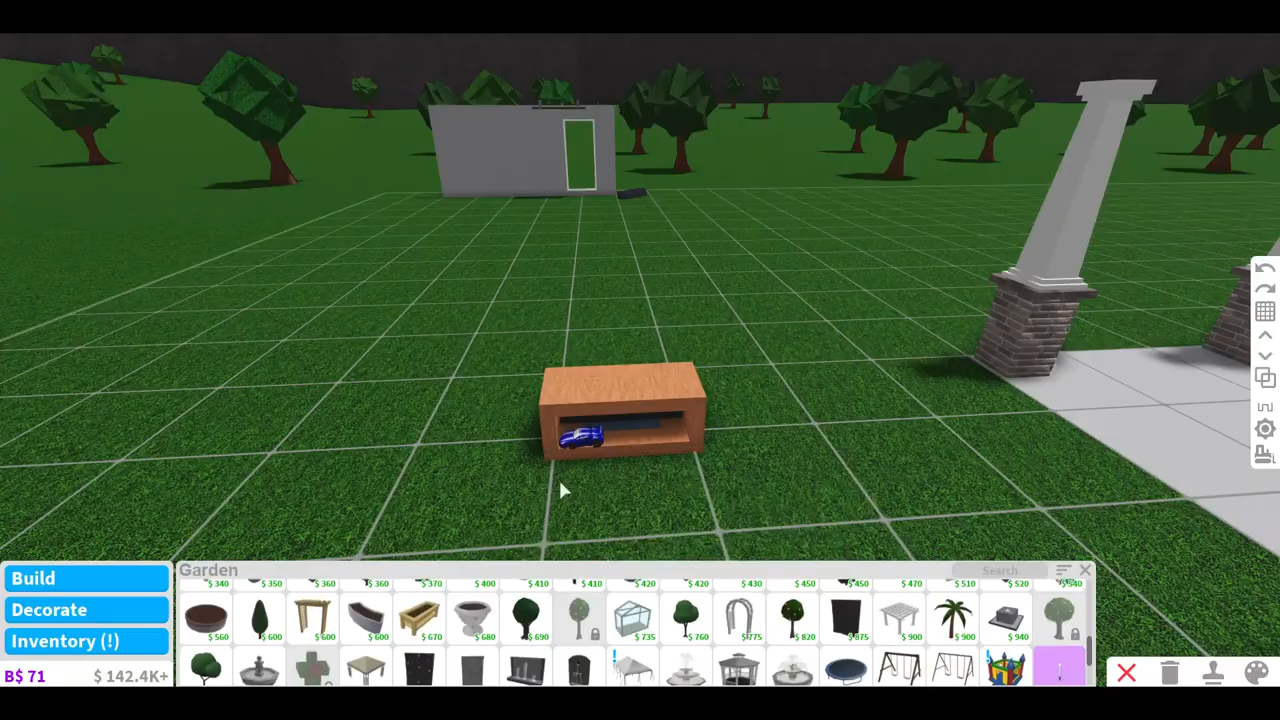 Garden
Search
Build
Decorate
Inventory (!)
B$ 71
$ 142.4K+
$ 340 $ 350 $ 360 $ 360 $ 370 $ 400 $ 410 $ 410 $ 420 $ 420 $ 430 $ 450 $ 450 $ 470 $ 510 $ 520 $ 540
$ 560 $ 600 $ 600 $ 600 $ 670 $ 680 $ 690 $ 735 $ 760 $ 775 $ 820 $ 875 $ 900 $ 900 $ 940